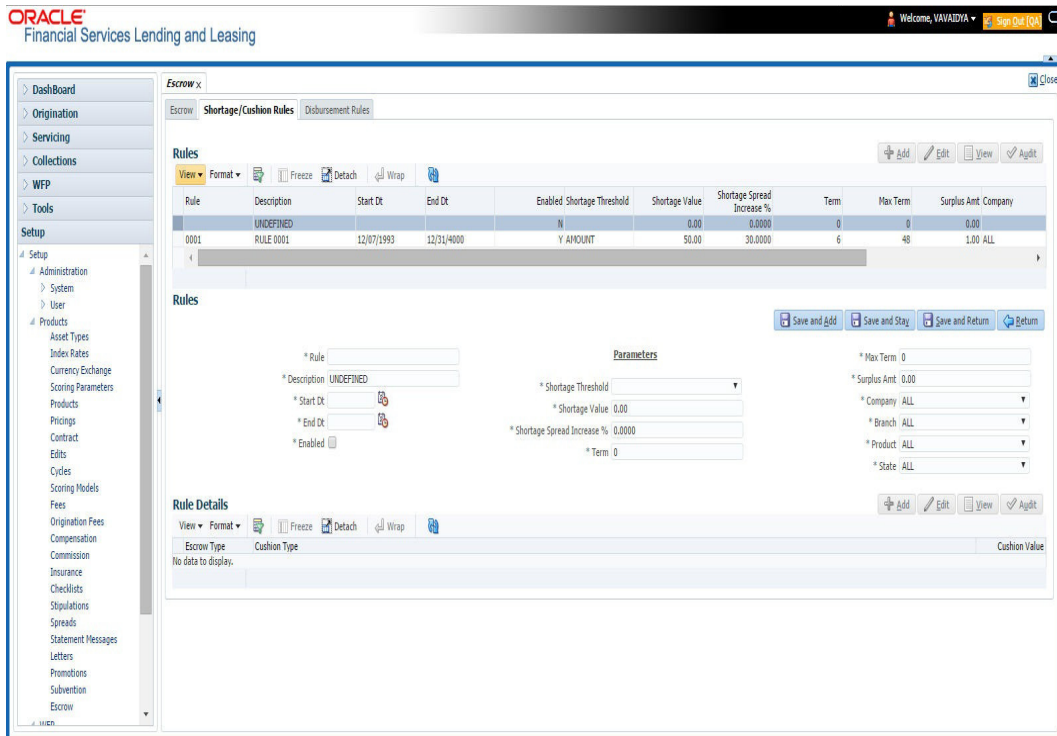 ORACLE
Financial Services Lending and Leasing
Welcome, VAVAIDYA
Sign Out [QA]
Close
DashBoard
Origination
Servicing
Collections
WFP
Tools
Setup
Setup
Administration
System
User
Products
Asset Types
Index Rates
Currency Exchange
Scoring Parameters
Products
Pricings
Contract
Edits
Cycles
Scoring Models
Fees
Origination Fees
Compensation
Commission
Insurance
Checklists
Stipulations
Spreads
Statement Messages
Letters
Promotions
Subvention
Escrow
WFP
Escrow x
Escrow Shortage/Cushion Rules Disbursement Rules
Rules
Add Edit View Audit
View Format Freeze Detach Wrap
Rule Description Start Dt End Dt Enabled Shortage Threshold Shortage Value Shortage Spread Increase % Term Max Term Surplus Amt Company
UNDEFINED N 0.00 0.0000 0 0 0.00
0001 RULE 0001 12/07/1993 12/31/4000 Y AMOUNT 50.00 30.0000 6 48 1.00 ALL
Rules
Save and Add Save and Stay Save and Return Return
* Rule
* Description UNDEFINED
* Start Dt
* End Dt
* Enabled
Parameters
* Shortage Threshold
* Shortage Value 0.00
* Shortage Spread Increase % 0.0000
* Term 0
* Max Term 0
* Surplus Amt 0.00
* Company ALL
* Branch ALL
* Product ALL
* State ALL
Rule Details
Add Edit View Audit
View Format Freeze Detach Wrap
Escrow Type Cushion Type Cushion Value
No data to display.